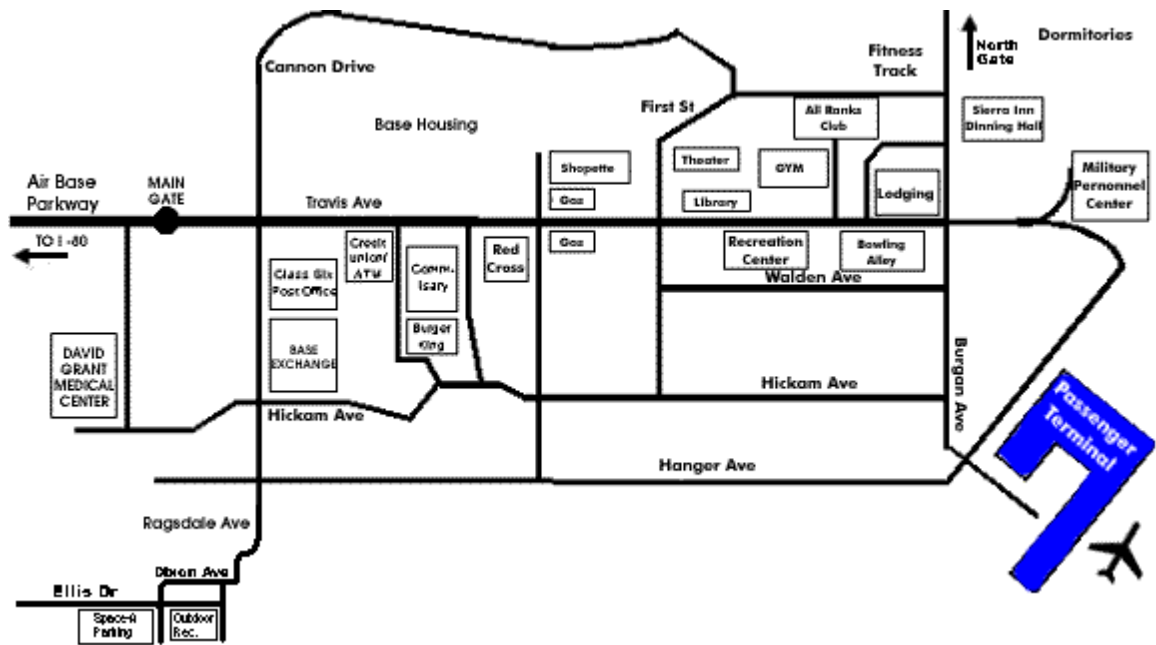 Cannon Drive
Base Housing
First St
Fitness
Track
North
Gate
Dormitories
All Ranks
Club
Sierra Inn
Dinning Hall
Shopette
Gas
Theater
GYM
Library
Lodging
Military
Pernonnel
Center
Air Base
Parkway
MAIN
GATE
Travis Ave
TO I -80
Credit
union/
ATM
Class Six
Post Office
Comm.
isary
Red
Cross
Gas
Recreation
Center
Bowling
Alley
Walden Ave
DAVID
GRANT
MEDICAL
CENTER
BASE
EXCHANGE
Burger
King
Hickam Ave
Hickam Ave
Burgan Ave
Passenger
Terminal
Hanger Ave
Ragsdale Ave
Dixon Ave
Ellis Dr
Space-A
Parking
Outdoor
Rec.